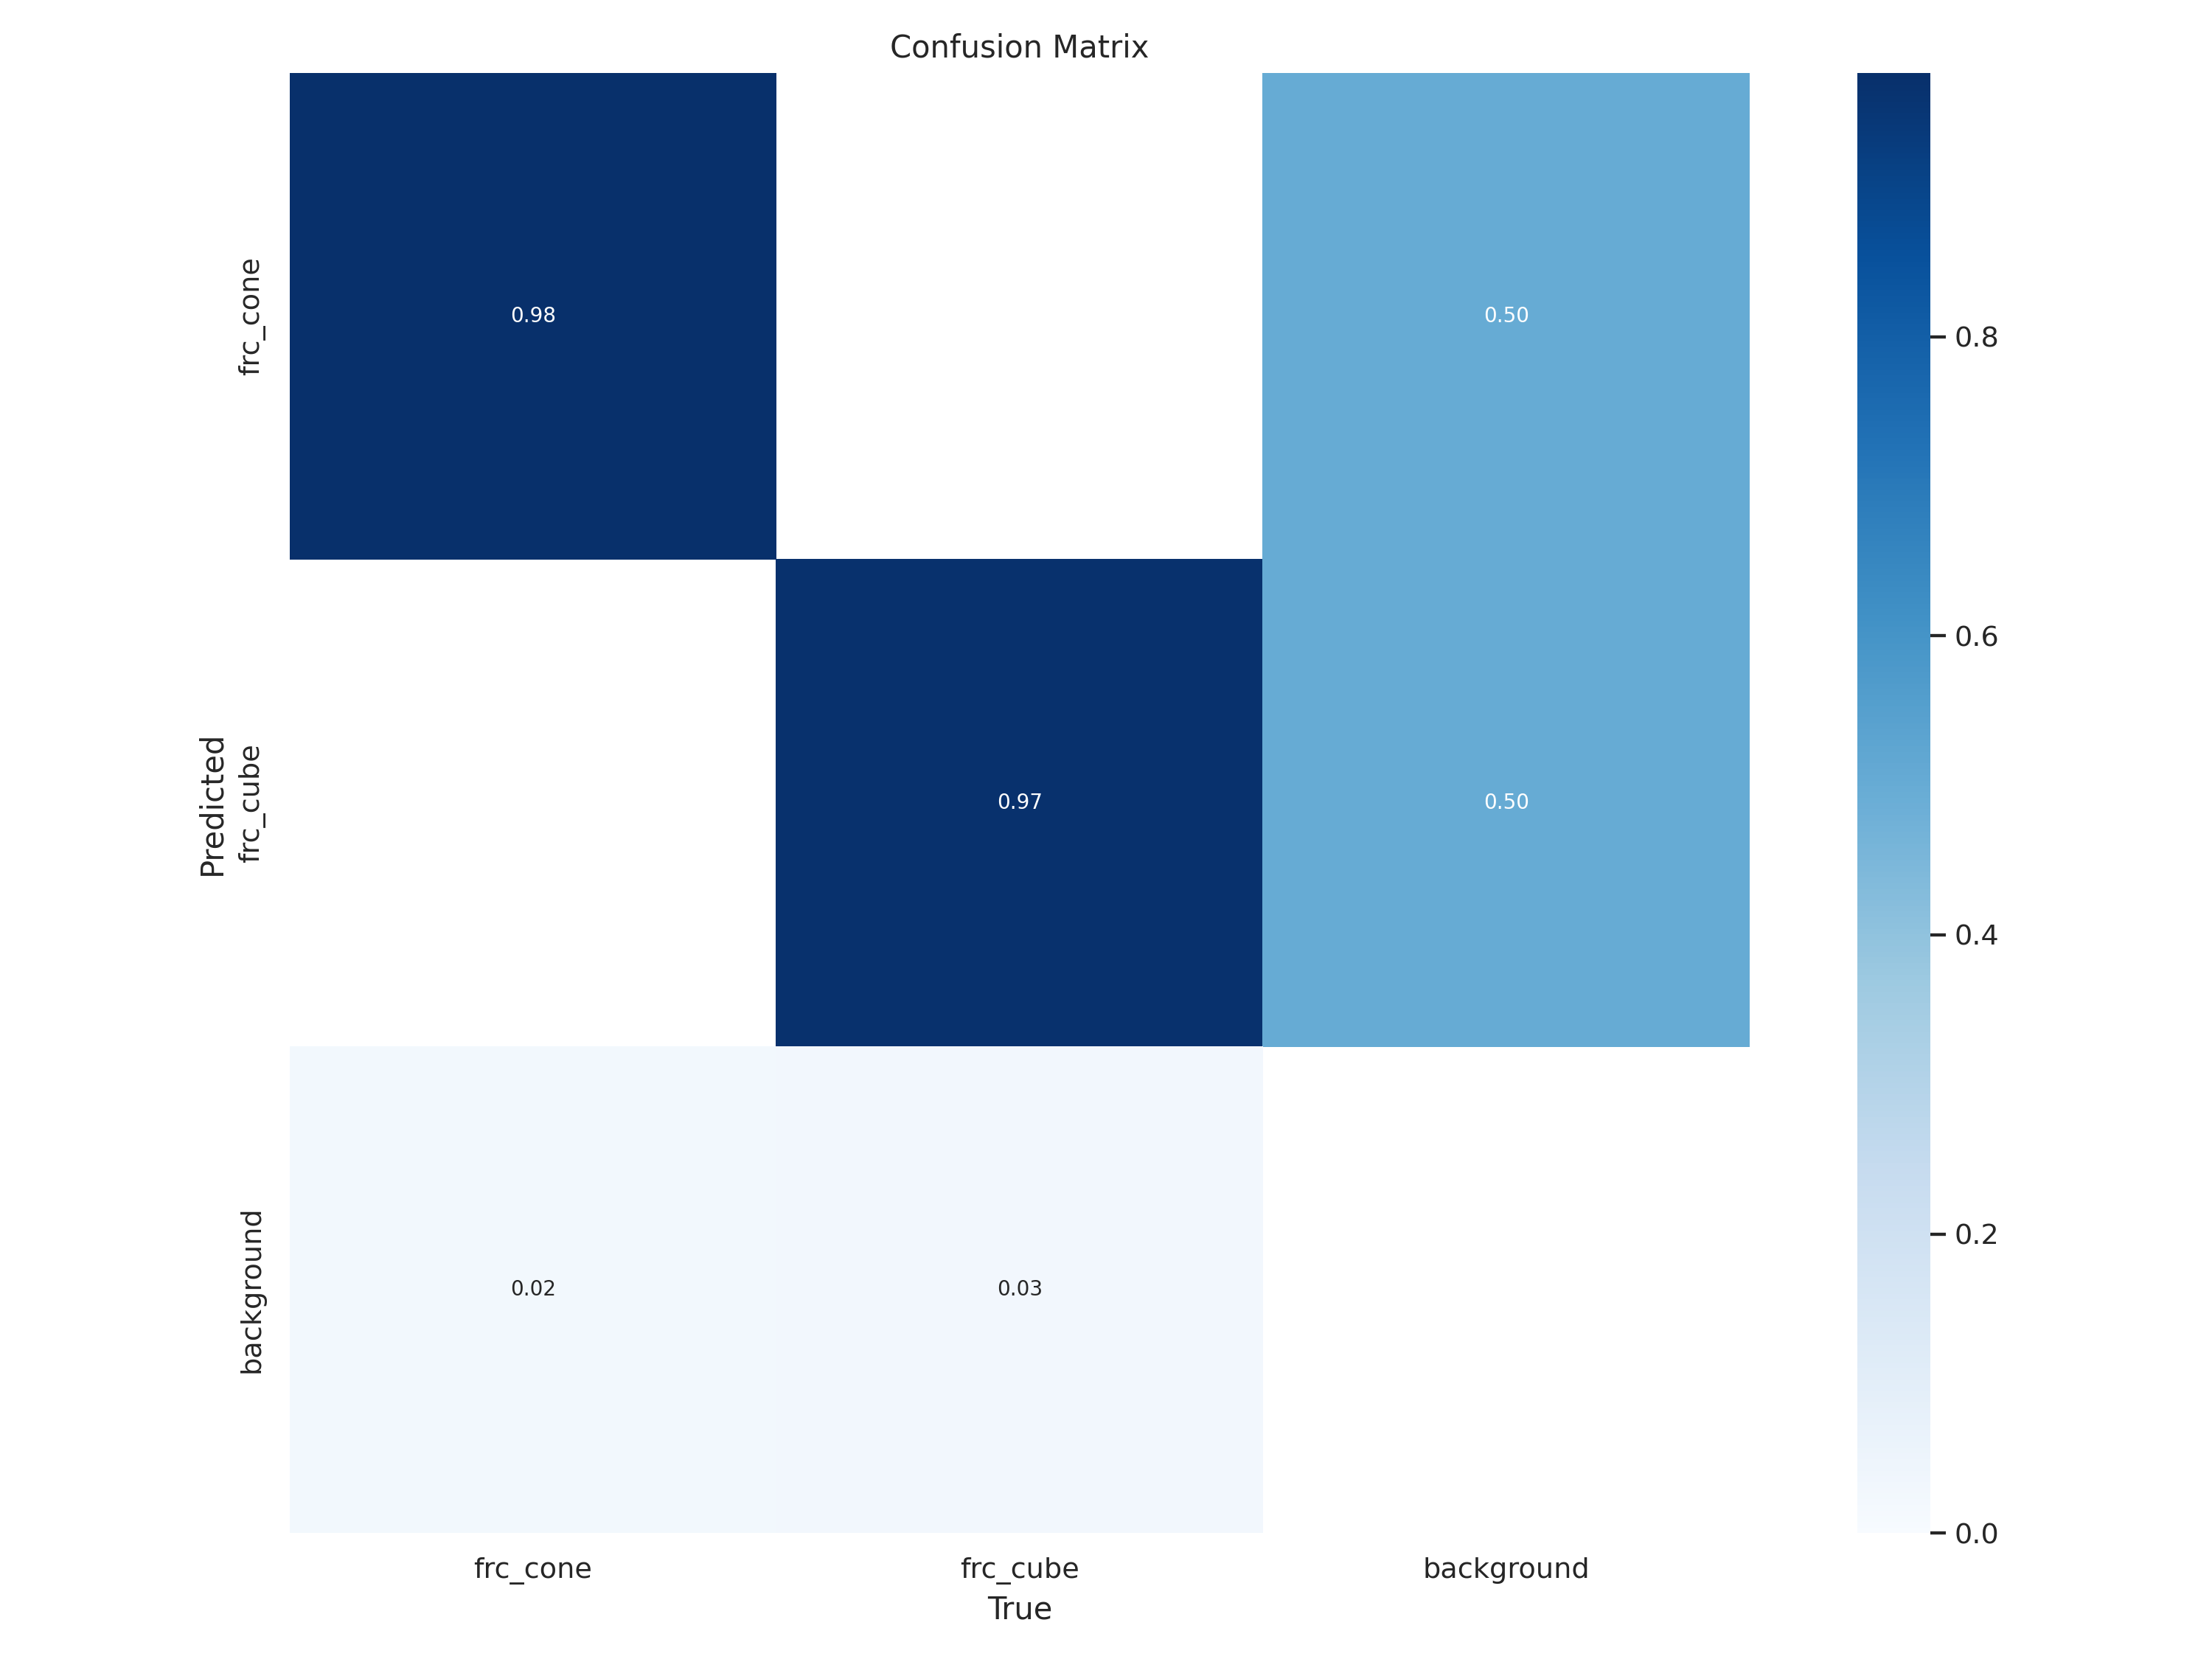 Confusion Matrix
frc_cone
0.98
0.50
0.8
0.6
Predicted
frc_cube
0.97
0.50
0.4
0.2
background
0.02
0.03
0.0
frc_cone
frc_cube
background
True